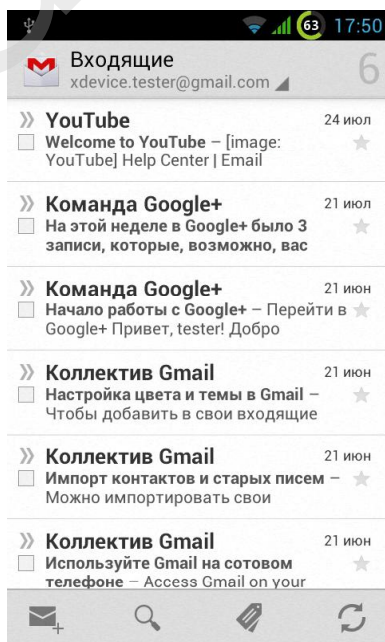 63 17:50
Входящие
xdevice.tester@gmail.com
6
YouTube 24 июл
Welcome to YouTube – [image:
YouTube] Help Center | Email
Команда Google+ 21 июл
На этой неделе в Google+ было 3
записи, которые, возможно, вас
Команда Google+ 21 июн
Начало работы с Google+ – Перейти в
Google+ Привет, tester! Добро
Коллектив Gmail 21 июн
Настройка цвета и темы в Gmail –
Чтобы добавить в свои входящие
Коллектив Gmail 21 июн
Импорт контактов и старых писем –
Можно импортировать свои
Коллектив Gmail 21 июн
Используйте Gmail на сотовом
телефоне – Access Gmail on your